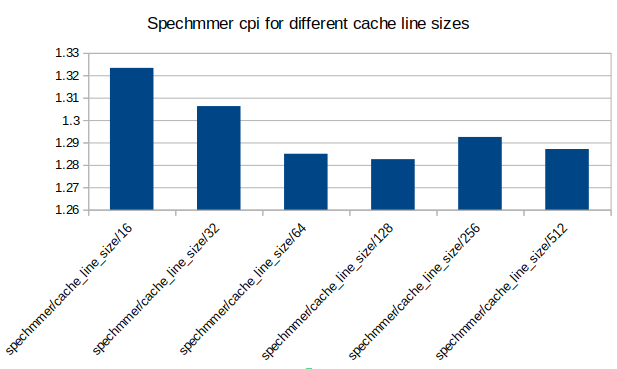 Spechmmer cpi for different cache line sizes
1.33
1.32
1.31
1.3
1.29
1.28
1.27
1.26
spechmmer/cache_line_size/16
spechmmer/cache_line_size/32
spechmmer/cache_line_size/64
spechmmer/cache_line_size/128
spechmmer/cache_line_size/256
spechmmer/cache_line_size/512